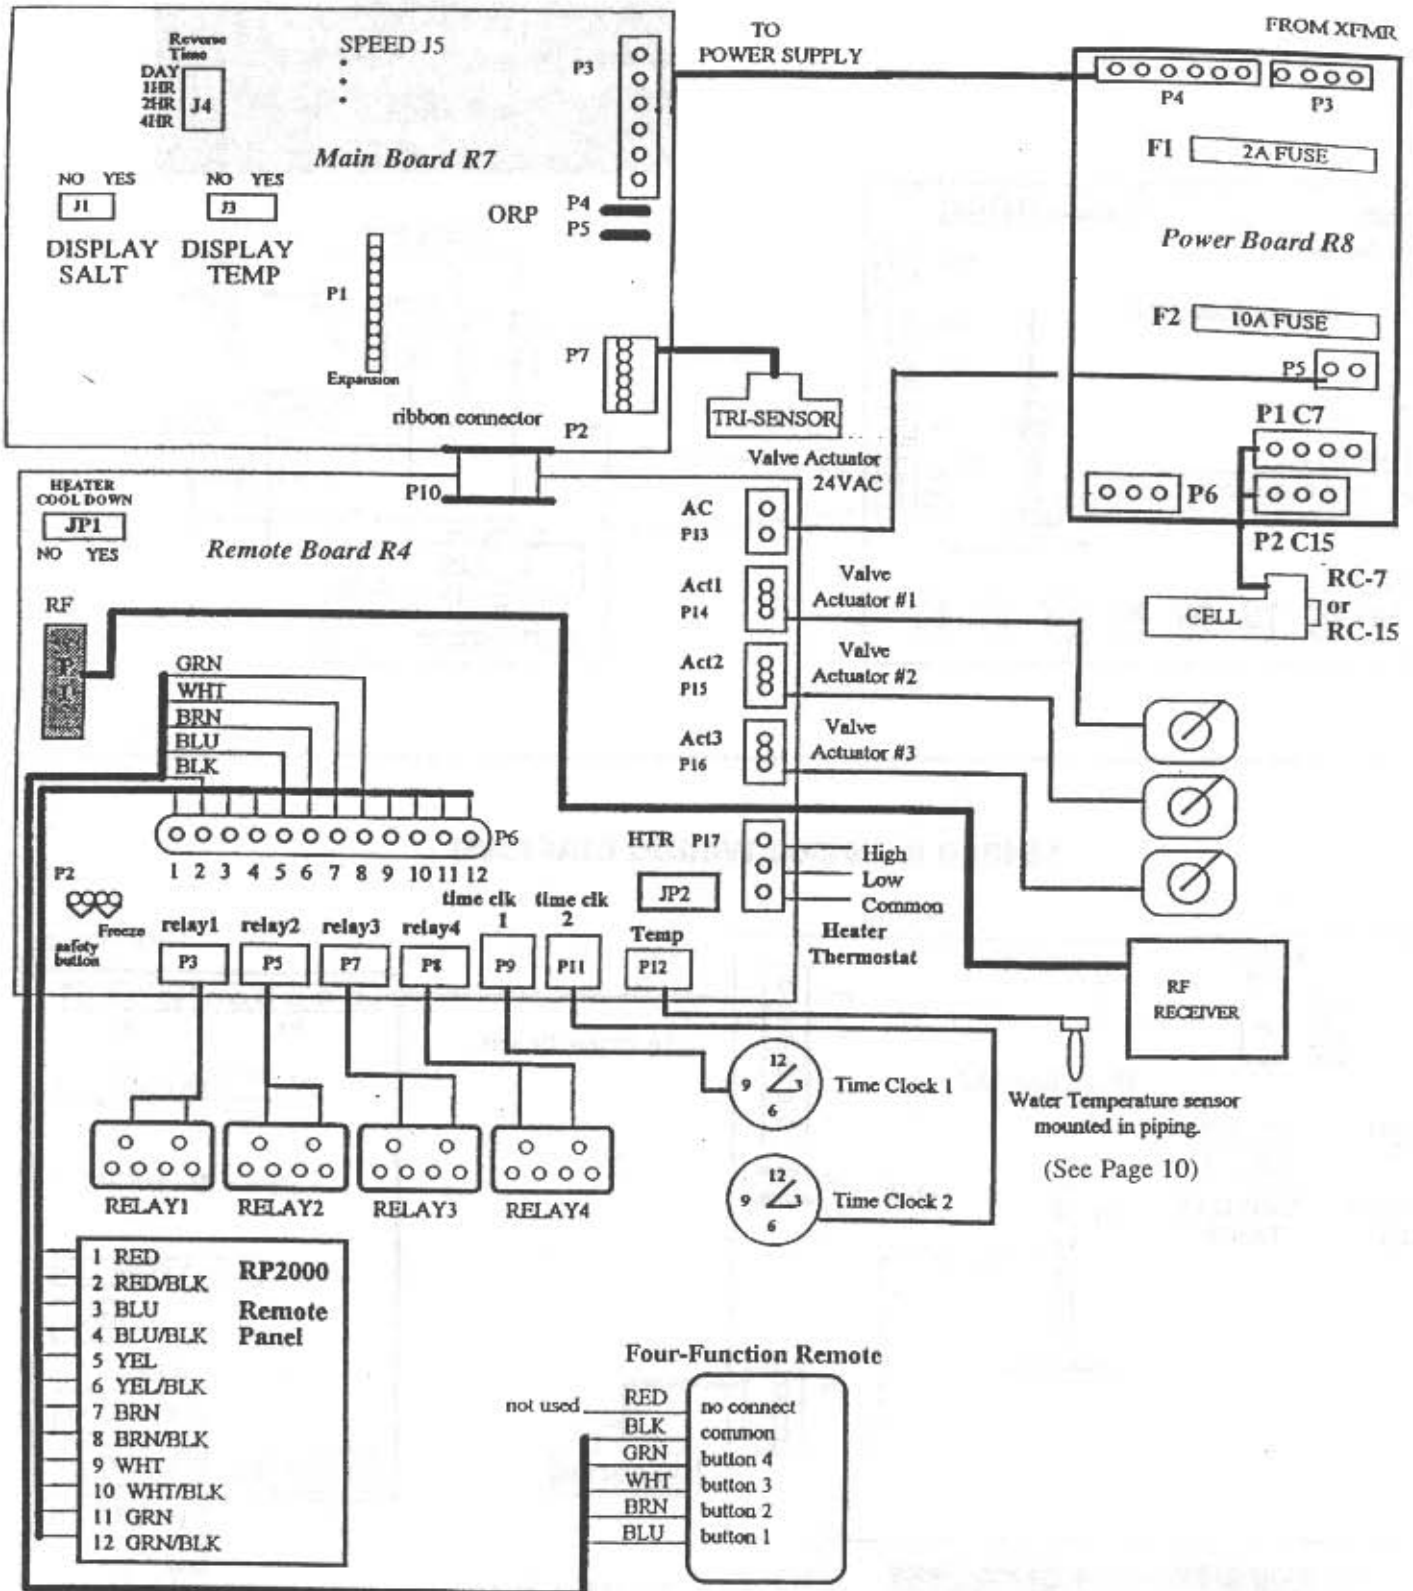 Reverse
Time
SPEED J5
DAY
1HR
2HR
4HR
J4
P3
TO
POWER SUPPLY
FROM XFMR
P4
P3
F1
2A FUSE
Main Board R7
NO YES
J1
NO YES
J3
ORP
P4
P5
DISPLAY
SALT
DISPLAY
TEMP
Power Board R8
P1
F2
10A FUSE
P7
P5
Expansion
ribbon connector
P2
TRI-SENSOR
P1 C7
Valve Actuator
24VAC
P10
P6
P2 C15
HEATER
COOL DOWN
JP1
NO YES
Remote Board R4
AC
P13
RC-7
or
RC-15
CELL
RF
Act1
P14
Valve
Actuator #1
Act2
P15
Valve
Actuator #2
Act3
P16
Valve
Actuator #3
GRN
WHT
BRN
BLU
BLK
P6
1 2 3 4 5 6 7 8 9 10 11 12
HTR P17
High
Low
Common
JP2
Heater
Thermostat
P2
Freeze
safety
button
relay1
P3
relay2
P5
relay3
P7
relay4
P8
time clk
1
P9
time clk
2
P11
Temp
P12
RF
RECEIVER
12
9 3
6
Time Clock 1
Water Temperature sensor
mounted in piping.
(See Page 10)
12
9 3
6
Time Clock 2
RELAY1
RELAY2
RELAY3
RELAY4
RP2000
Remote
Panel
1 RED
2 RED/BLK
3 BLU
4 BLU/BLK
5 YEL
6 YEL/BLK
7 BRN
8 BRN/BLK
9 WHT
10 WHT/BLK
11 GRN
12 GRN/BLK
Four-Function Remote
not used RED no connect
BLK common
GRN button 4
WHT button 3
BRN button 2
BLU button 1